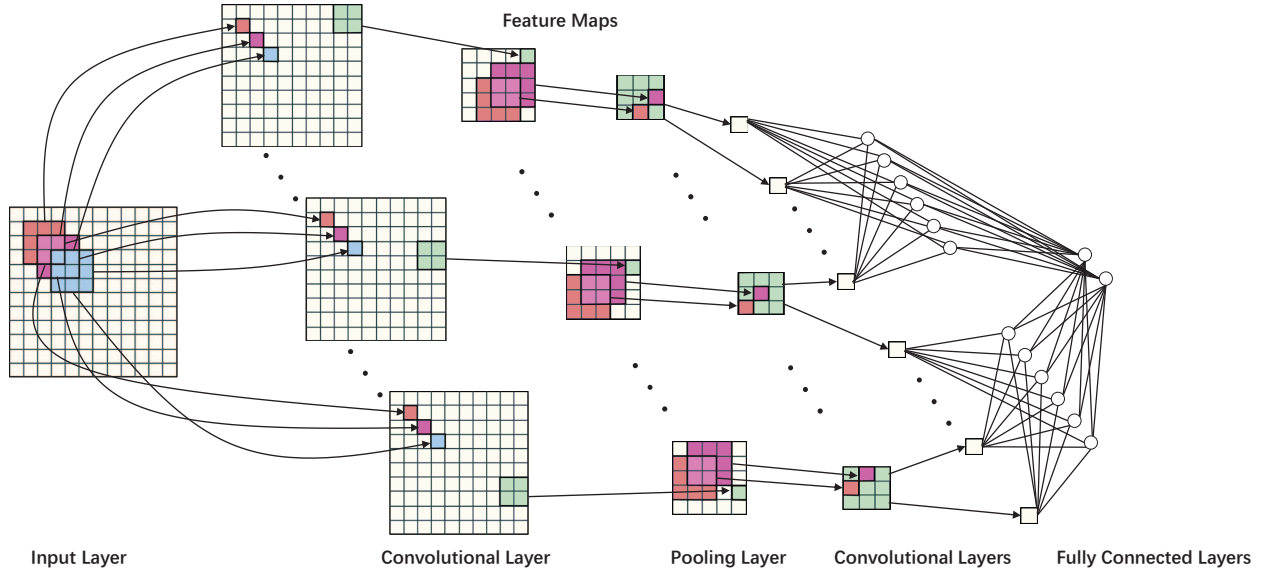 Feature Maps
Input Layer
Convolutional Layer
Pooling Layer
Convolutional Layers
Fully Connected Layers